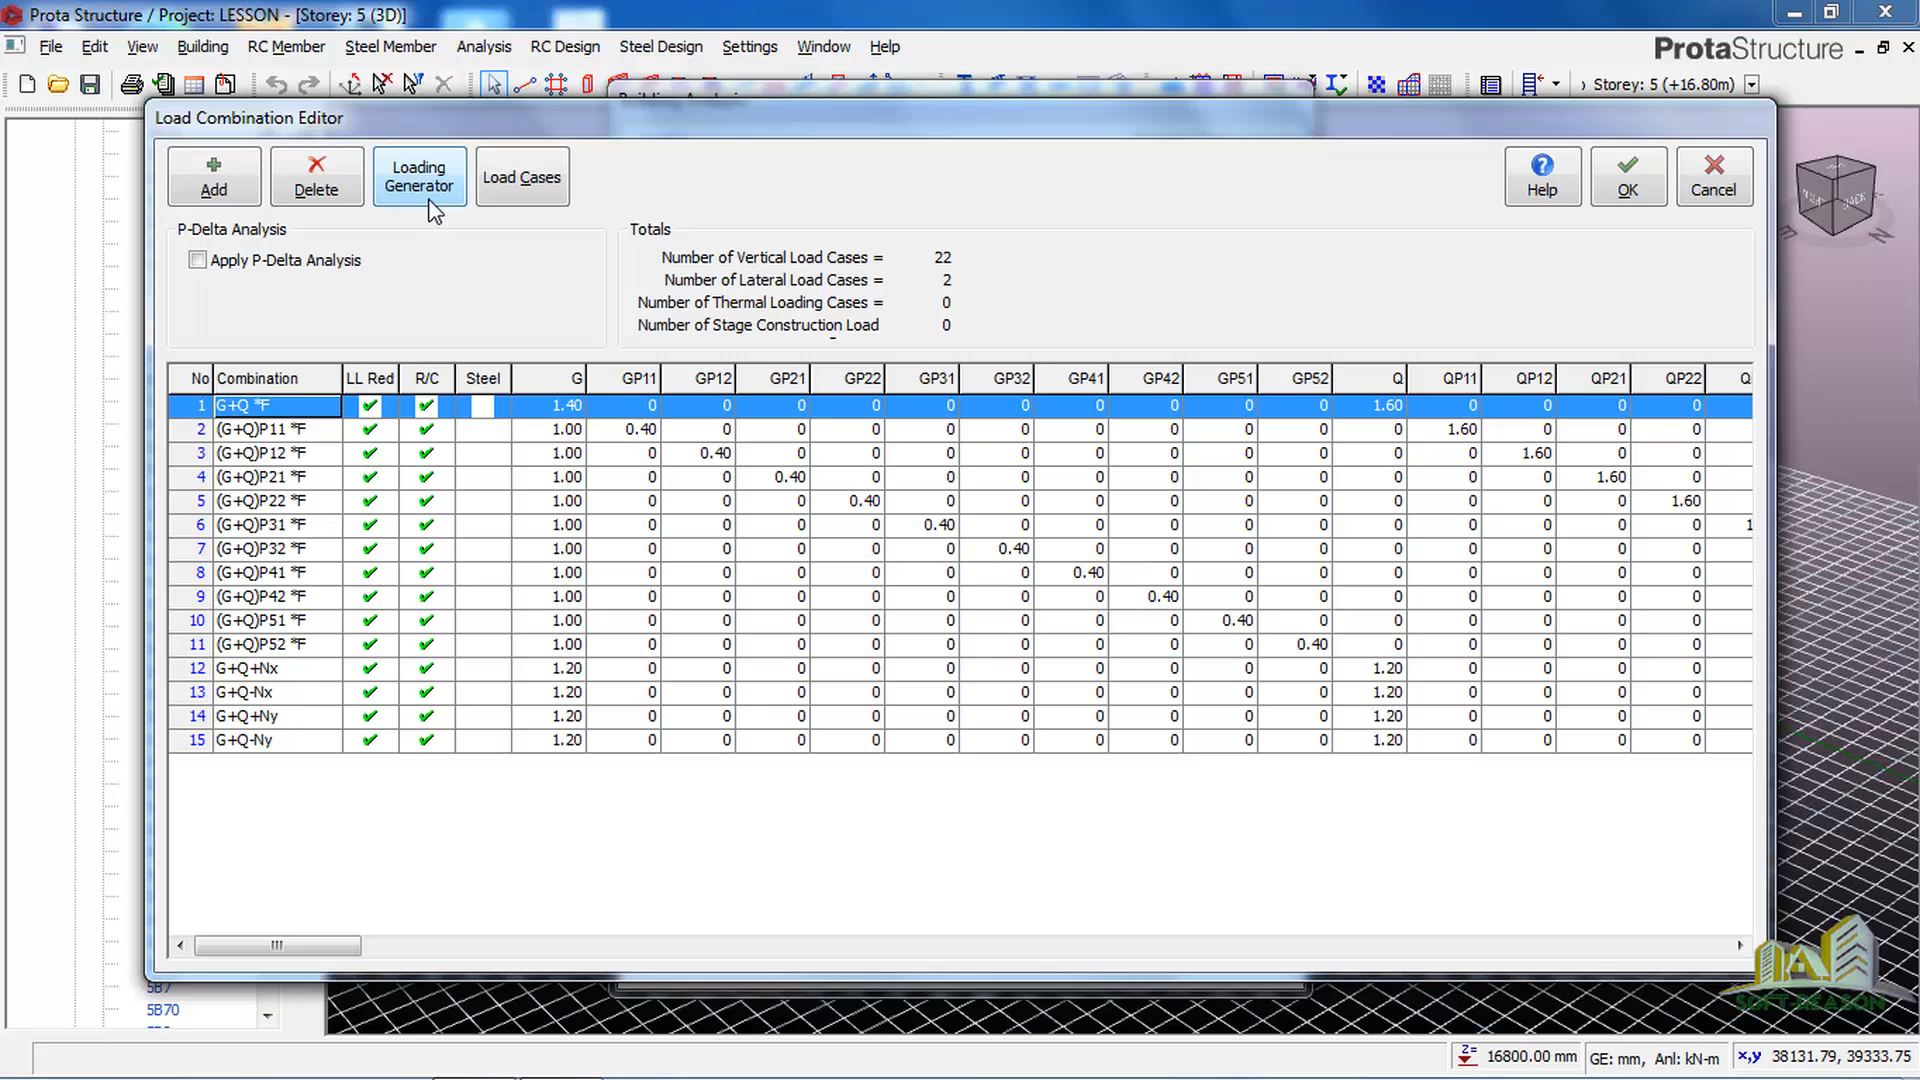 Prota Structure / Project: LESSON - [Storey: 5 (3D)]
File Edit View Building RC Member Steel Member Analysis RC Design Steel Design Settings Window Help
ProtaStructure
Storey: 5 (+16.80m)
Load Combination Editor
Add Delete Loading Generator Load Cases Help OK Cancel
P-Delta Analysis
Apply P-Delta Analysis
Totals
Number of Vertical Load Cases = 22
Number of Lateral Load Cases = 2
Number of Thermal Loading Cases = 0
Number of Stage Construction Load 0
No Combination LL Red R/C Steel G GP11 GP12 GP21 GP22 GP31 GP32 GP41 GP42 GP51 GP52 Q QP11 QP12 QP21 QP22
1 G+Q *F 1.40 0 0 0 0 0 0 0 0 0 0 1.60 0 0 0 0
2 (G+Q)P11 *F 1.00 0.40 0 0 0 0 0 0 0 0 0 0 1.60 0 0 0
3 (G+Q)P12 *F 1.00 0 0.40 0 0 0 0 0 0 0 0 0 0 1.60 0 0
4 (G+Q)P21 *F 1.00 0 0 0.40 0 0 0 0 0 0 0 0 0 0 1.60 0
5 (G+Q)P22 *F 1.00 0 0 0 0.40 0 0 0 0 0 0 0 0 0 0 1.60
6 (G+Q)P31 *F 1.00 0 0 0 0 0.40 0 0 0 0 0 0 0 0 0 0 1
7 (G+Q)P32 *F 1.00 0 0 0 0 0 0.40 0 0 0 0 0 0 0 0 0
8 (G+Q)P41 *F 1.00 0 0 0 0 0 0 0.40 0 0 0 0 0 0 0 0
9 (G+Q)P42 *F 1.00 0 0 0 0 0 0 0 0.40 0 0 0 0 0 0 0
10 (G+Q)P51 *F 1.00 0 0 0 0 0 0 0 0 0.40 0 0 0 0 0 0
11 (G+Q)P52 *F 1.00 0 0 0 0 0 0 0 0 0 0.40 0 0 0 0 0
12 G+Q+Nx 1.20 0 0 0 0 0 0 0 0 0 0 1.20 0 0 0 0
13 G+Q-Nx 1.20 0 0 0 0 0 0 0 0 0 0 1.20 0 0 0 0
14 G+Q+Ny 1.20 0 0 0 0 0 0 0 0 0 0 1.20 0 0 0 0
15 G+Q-Ny 1.20 0 0 0 0 0 0 0 0 0 0 1.20 0 0 0 0
5B7
5B70
SOFT-REASON
16800.00 mm GE: mm, Anl: kN-m x,y 38131.79, 39333.75